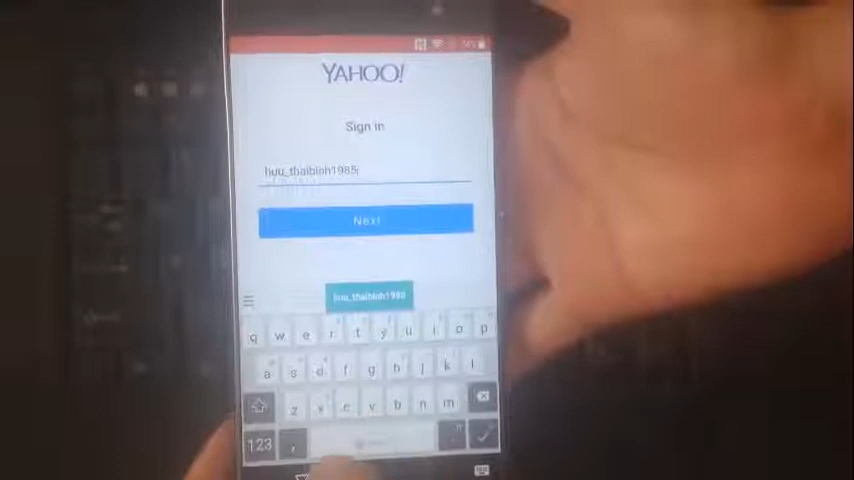 YAHOO!
Sign in
huu_thaibinh1985
Next
huu_thaibinh1985
q w e r t y u i o p
a s d f g h j k l
z x c v b n m
123 , .